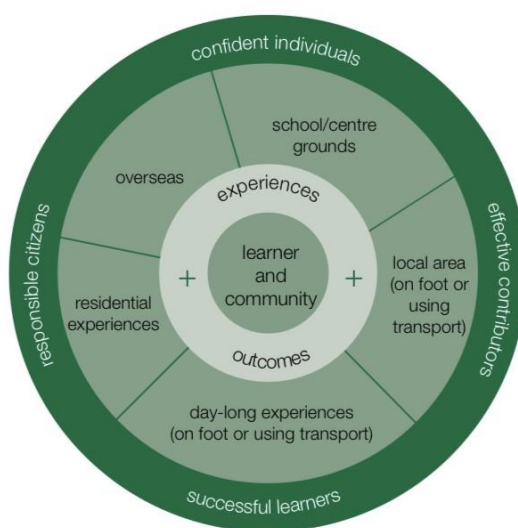 confident individuals
school/centre
grounds
overseas
experiences
effective contributors
responsible citizens
learner
and
community
+
+
local area
(on foot or
using
transport)
residential
experiences
outcomes
day-long experiences
(on foot or using transport)
successful learners